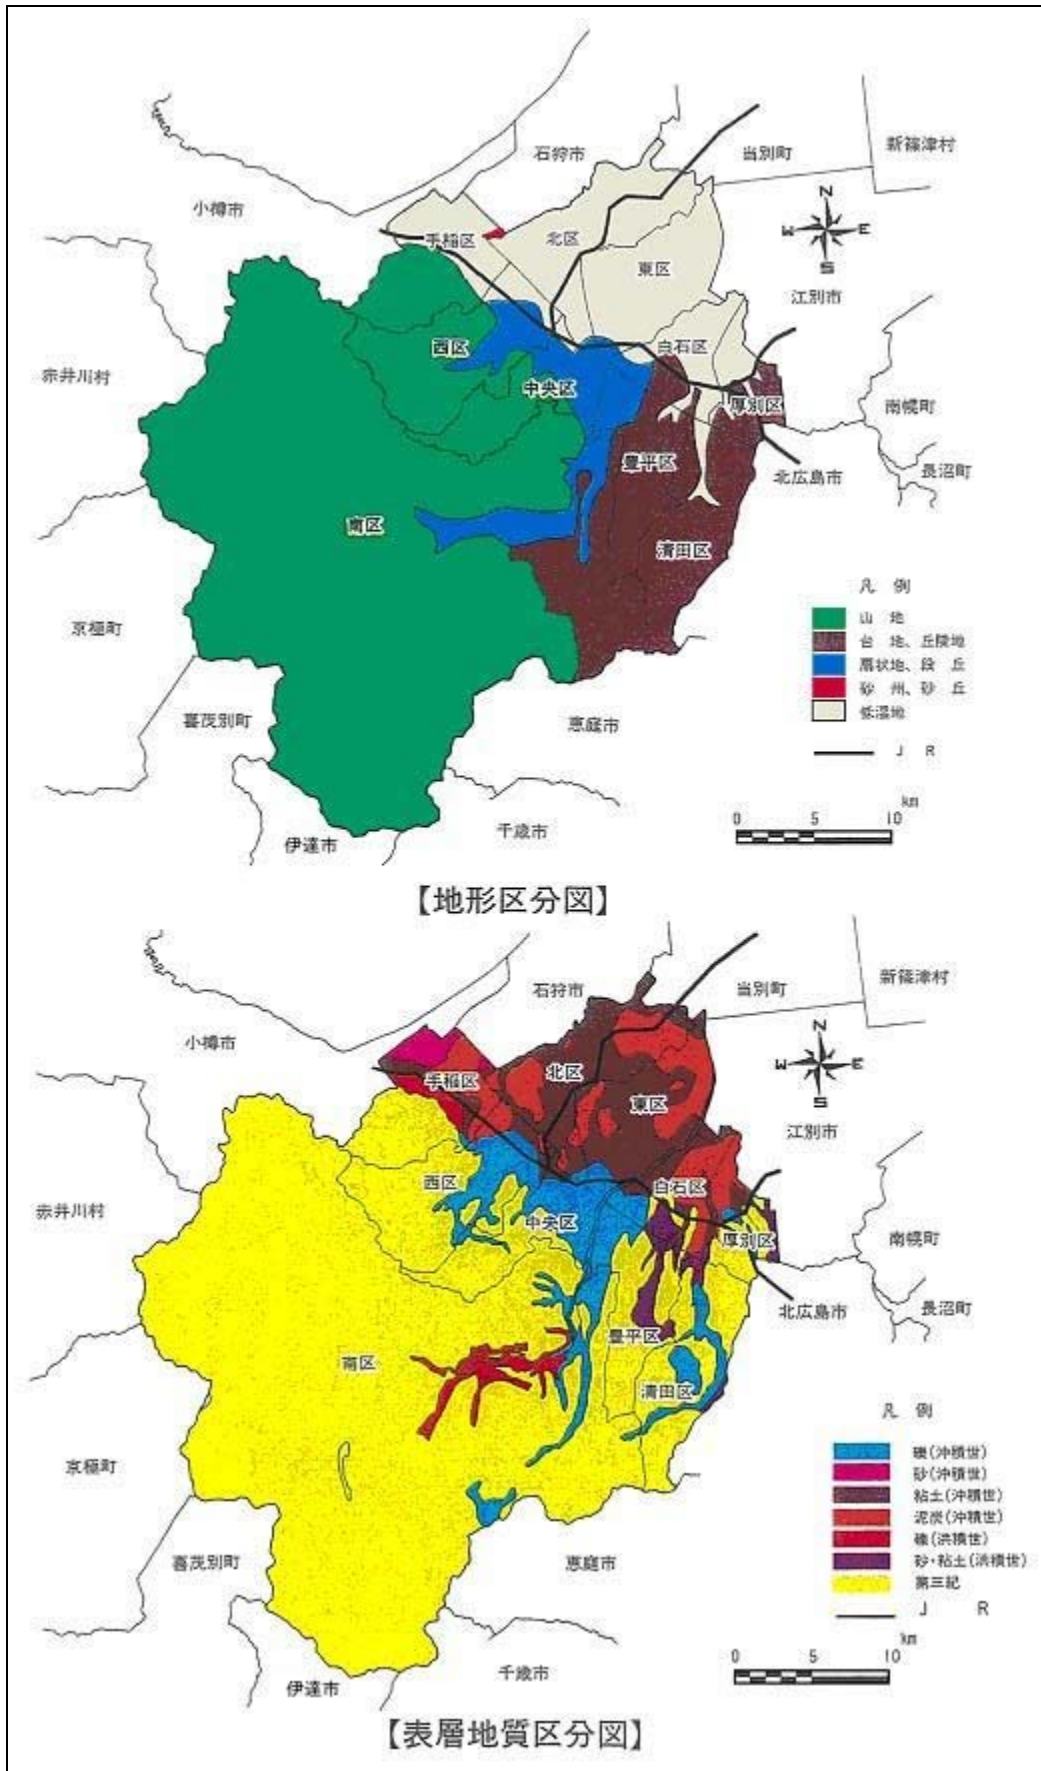 石狩市
当別町
新篠津村
小樽市
手稲区
北区
東区
N
W E
S
江別市
赤井川村
西区
中央区
白石区
厚別区
南幌町
長沼町
北広島市
豊平区
南区
清田区
京極町
喜茂別町
恵庭市
伊達市
千歳市
凡 例
山 地
台 地、丘陵地
扇状地、段 丘
砂 州、砂 丘
低湿地
J R
km
0 5 10
【地形区分図】
石狩市
当別町
新篠津村
小樽市
手稲区
北区
東区
N
W E
S
江別市
赤井川村
西区
中央区
白石区
厚別区
南幌町
長沼町
北広島市
豊平区
南区
清田区
京極町
喜茂別町
恵庭市
伊達市
千歳市
凡 例
礫(沖積世)
砂(沖積世)
粘土(沖積世)
泥炭(沖積世)
礫(洪積世)
砂・粘土(洪積世)
第三紀
J R
km
0 5 10
【表層地質区分図】